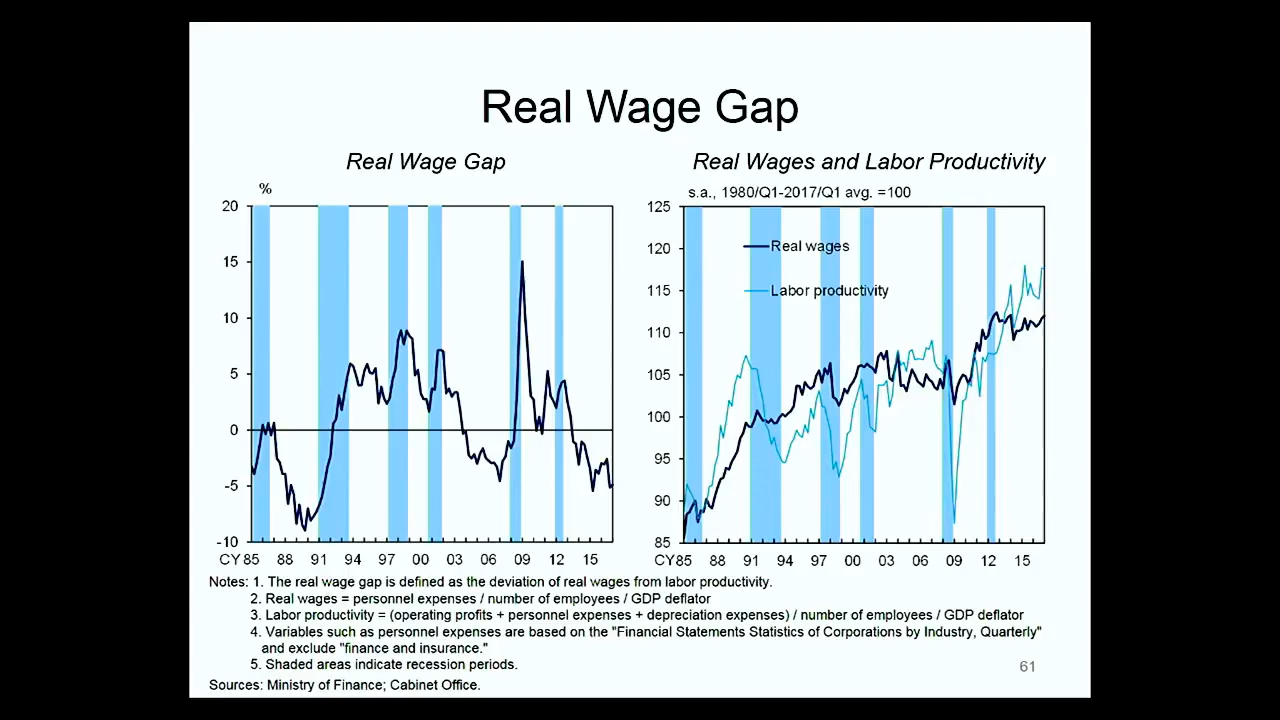 Real Wage Gap
Real Wage Gap
%
20
15
10
5
0
-5
-10
CY 85 88 91 94 97 00 03 06 09 12 15
Real Wages and Labor Productivity
s.a., 1980/Q1-2017/Q1 avg. =100
125
120
115
110
105
100
95
90
85
Real wages
Labor productivity
CY 85 88 91 94 97 00 03 06 09 12 15
Notes: 1. The real wage gap is defined as the deviation of real wages from labor productivity.
2. Real wages = personnel expenses / number of employees / GDP deflator
3. Labor productivity = (operating profits + personnel expenses + depreciation expenses) / number of employees / GDP deflator
4. Variables such as personnel expenses are based on the "Financial Statements Statistics of Corporations by Industry, Quarterly"
and exclude "finance and insurance."
5. Shaded areas indicate recession periods.
Sources: Ministry of Finance; Cabinet Office.
61